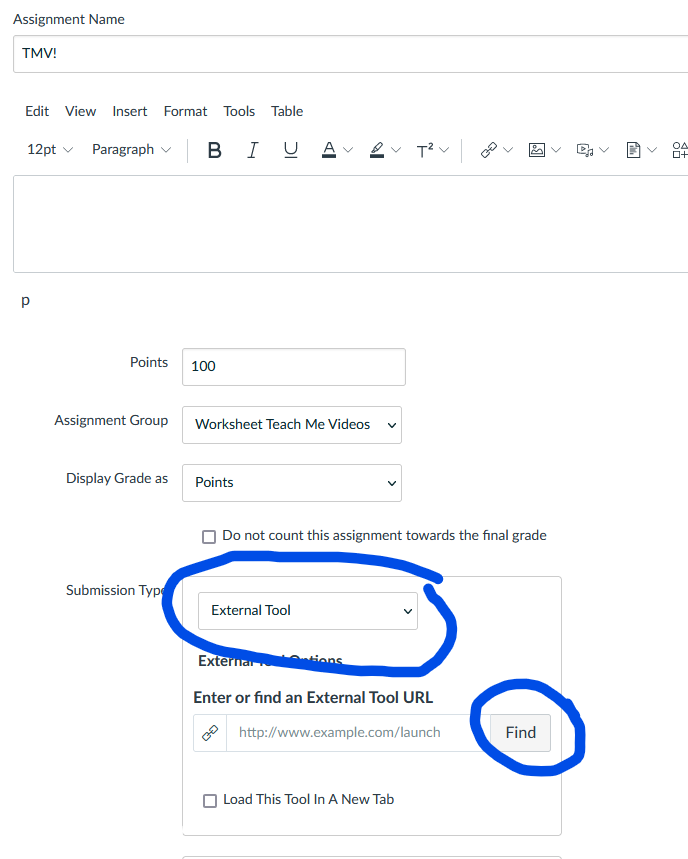 Assignment Name
TMV!
Edit View Insert Format Tools Table
12pt Paragraph B I U A T²
p
Points 100
Assignment Group Worksheet Teach Me Videos
Display Grade as Points
Do not count this assignment towards the final grade
Submission Type External Tool
External Tool Options
Enter or find an External Tool URL
http://www.example.com/launch Find
Load This Tool In A New Tab